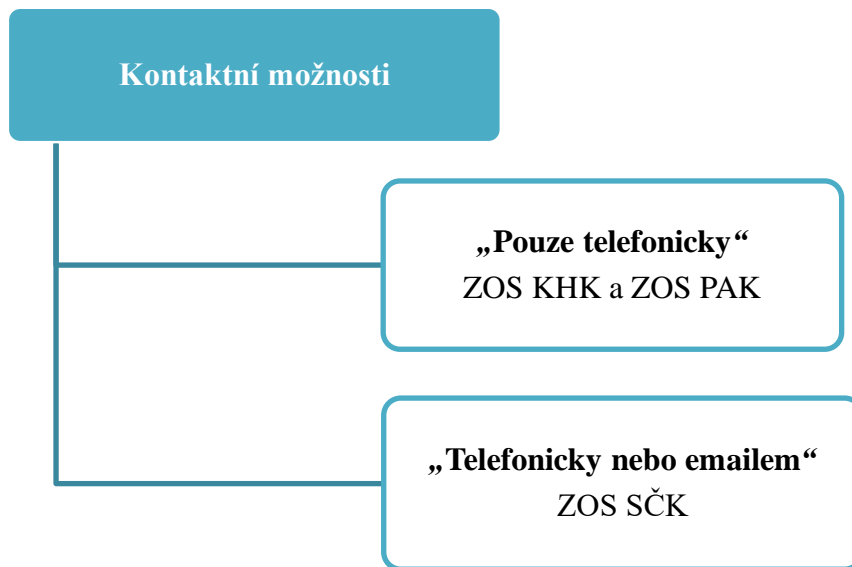 Kontaktní možnosti
„Pouze telefonicky“
ZOS KHK a ZOS PAK
„Telefonicky nebo emailem“
ZOS SČK